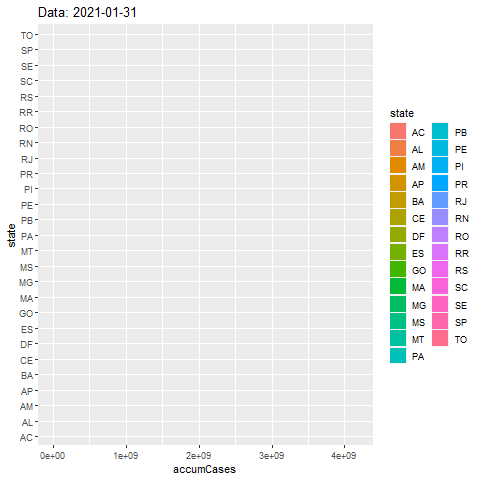 Data: 2021-01-31
TO
SP
SE
SC
RS
RR
RO
RN
RJ
PR
PI
PE
PB
PA
MT
MS
MG
MA
GO
ES
DF
CE
BA
AP
AM
AL
AC
state
0e+00 1e+09 2e+09 3e+09 4e+09
accumCases
state
AC PB
AL PE
AM PI
AP PR
BA RJ
CE RN
DF RO
ES RR
GO RS
MA SC
MG SE
MS SP
MT TO
PA